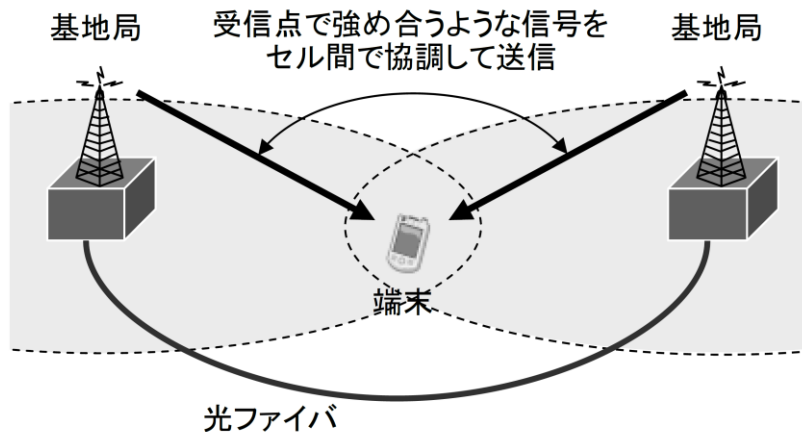 基地局
受信点で強め合うような信号を
セル間で協調して送信
基地局
端末
光ファイバ